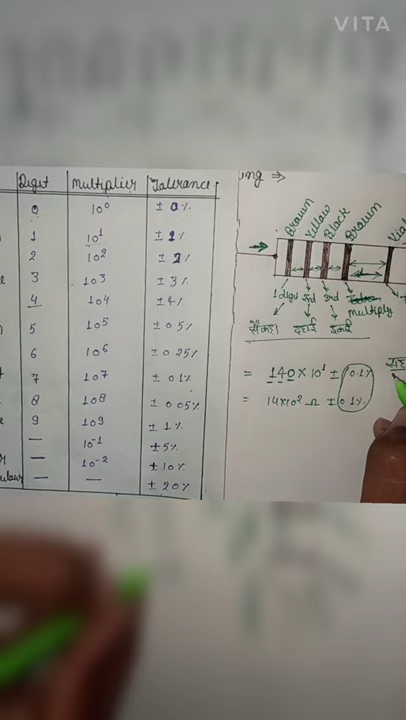 VITA
Digit Multiplier Tolerance
0 10⁰ ± 0%
1 10¹ ± 1%
2 10² ± 2%
3 10³ ± 3%
4 10⁴ ± 4%
5 10⁵ ± 0.5%
6 10⁶ ± 0.25%
7 10⁷ ± 0.1%
8 10⁸ ± 0.05%
9 10⁹ ± 1%
— 10⁻¹ ± 5%
— 10⁻² ± 10%
— — ± 20%
ing ⇒
Brown Yellow Black Brown Viol
1 digit 2nd 3rd multiply
सैकड़ा दहाई इकाई
= 140 × 10¹ ± 0.1%
= 14×10² Ω ± 0.1%